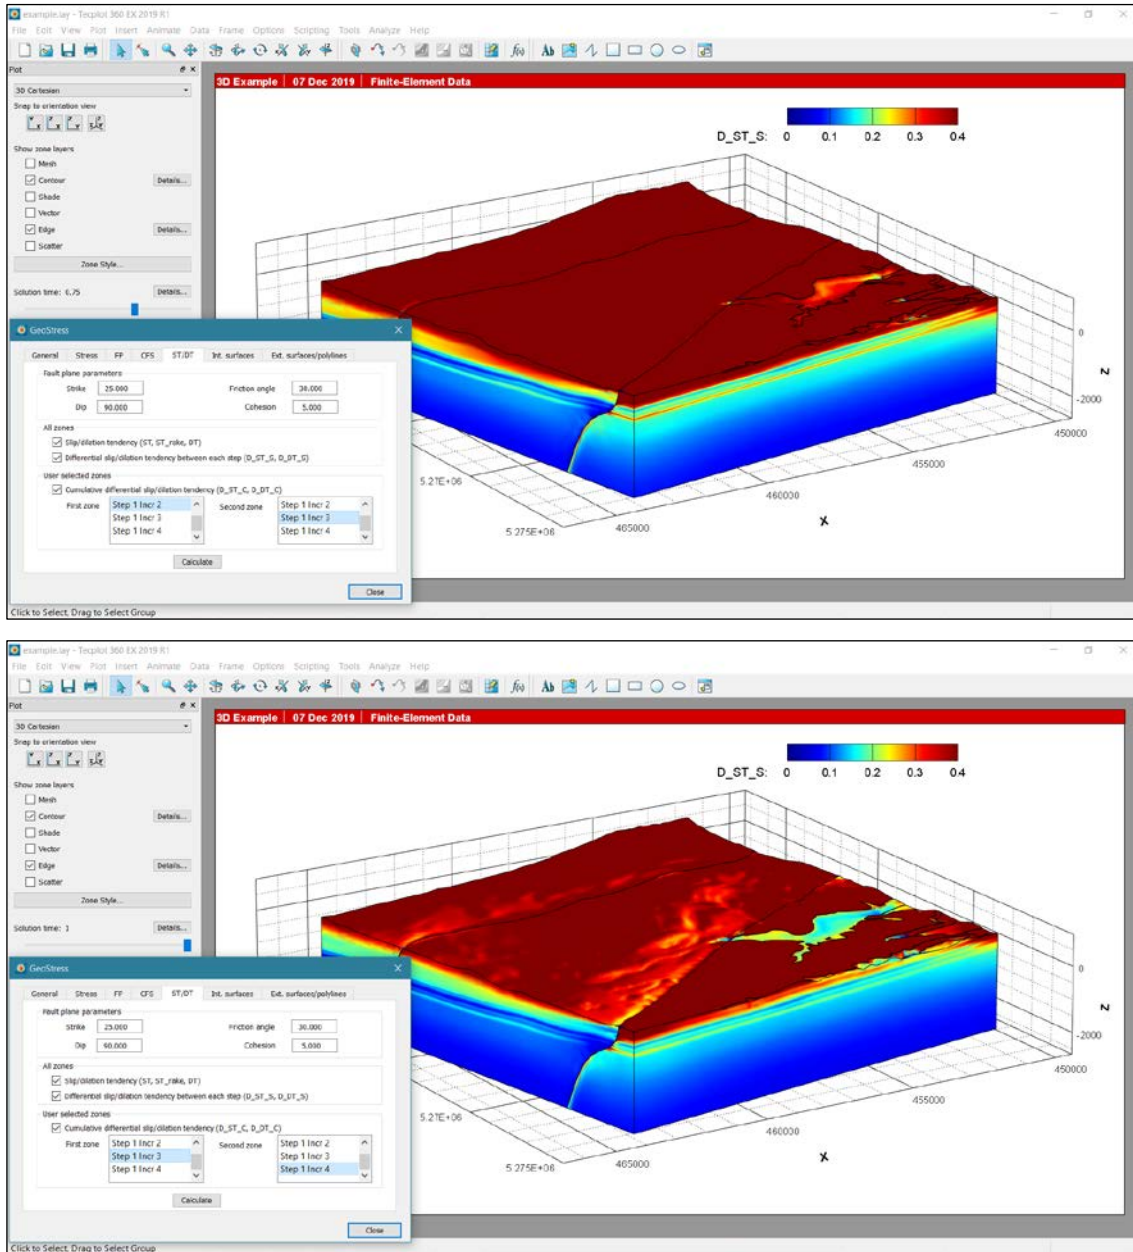 example.lay - Tecplot 360 EX 2019 R1
File Edit View Plot Insert Animate Data Frame Options Scripting Tools Analyze Help
Plot
3D Cartesian
Snap to orientation view
Show zone layers
Mesh
Contour Details...
Shade
Vector
Edge Details...
Scatter
Zone Style...
Solution time: 0.75 Details...
3D Example 07 Dec 2019 Finite-Element Data
D_ST_S: 0 0.1 0.2 0.3 0.4
0
Z
-2000
450000
455000
460000
X
465000
5.27E+06
5.275E+06
GeoStress
General Stress FP CFS ST/DT Int. surfaces Ext. surfaces/polylines
Fault plane parameters
Strike 25.000 Friction angle 30.000
Dip 90.000 Cohesion 5.000
All zones
Slip/dilation tendency (ST, ST_rake, DT)
Differential slip/dilation tendency between each step (D_ST_S, D_DT_S)
User selected zones
Cumulative differential slip/dilation tendency (D_ST_C, D_DT_C)
First zone Step 1 Incr 2 Second zone Step 1 Incr 2
Step 1 Incr 3 Step 1 Incr 3
Step 1 Incr 4 Step 1 Incr 4
Calculate
Close
Click to Select, Drag to Select Group
example.lay - Tecplot 360 EX 2019 R1
File Edit View Plot Insert Animate Data Frame Options Scripting Tools Analyze Help
Plot
3D Cartesian
Snap to orientation view
Show zone layers
Mesh
Contour Details...
Shade
Vector
Edge Details...
Scatter
Zone Style...
Solution time: 1 Details...
3D Example 07 Dec 2019 Finite-Element Data
D_ST_S: 0 0.1 0.2 0.3 0.4
0
Z
-2000
450000
455000
460000
X
465000
5.27E+06
5.275E+06
GeoStress
General Stress FP CFS ST/DT Int. surfaces Ext. surfaces/polylines
Fault plane parameters
Strike 25.000 Friction angle 30.000
Dip 90.000 Cohesion 5.000
All zones
Slip/dilation tendency (ST, ST_rake, DT)
Differential slip/dilation tendency between each step (D_ST_S, D_DT_S)
User selected zones
Cumulative differential slip/dilation tendency (D_ST_C, D_DT_C)
First zone Step 1 Incr 2 Second zone Step 1 Incr 2
Step 1 Incr 3 Step 1 Incr 3
Step 1 Incr 4 Step 1 Incr 4
Calculate
Close
Click to Select, Drag to Select Group